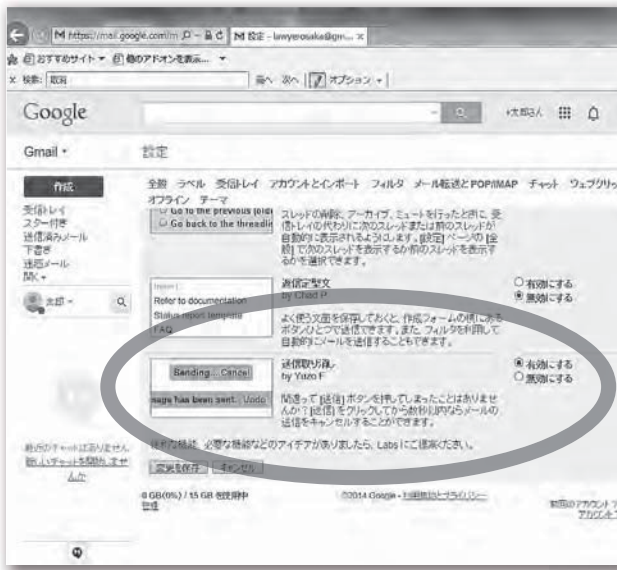 https://mail.google.com/m
M 設定 - lawyerosaka@gm... ×
おすすめサイト ▼ 他のアドオンを表示... ▼
× 検索: 取消
前へ 次へ オプション ▼
Google
+太郎さん
Gmail 設定
作成
全般 ラベル 受信トレイ アカウントとインポート フィルタ メール転送とPOP/IMAP チャット ウェブクリッ
オフライン テーマ
受信トレイ
スター付き
送信済みメール
下書き
迷惑メール
開く
太郎
Go to the previous
Go back to the threadli
スレッドの削除、アーカイブ、ミュートを行ったときに、受
信トレイの代わりに次のスレッドまたは前のスレッドが
自動的に表示されるようにします。[設定] ページの [全
般] で次のスレッドを表示するか前のスレッドを表示す
るかを選択できます。
Refer to documentation
Status report template
FAQ
返信定型文
by Chad P
よく使う文面を保存しておくと、作成フォームの横にある
ボタンひとつで送信できます。また、フィルタを利用して
自動的にメールを送信することもできます。
有効にする
無効にする
Sending... Cancel
sage has been sent. Undo
送信取り消し
by Yuzo F
間違って [送信] ボタンを押してしまったことはありませ
んか? [送信] をクリックしてから数秒以内ならメールの
送信をキャンセルすることができます。
有効にする
無効にする
必要な機能などのアイデアがありましたら、Labs にご提案ください。
変更を保存 キャンセル
最近のチャットはありません
新しいチャットを開始しませ
んか
0 GB(0%) / 15 GB を使用中
管理
©2014 Google - 利用規約とプライバシー
前回のアカウント
アカウント